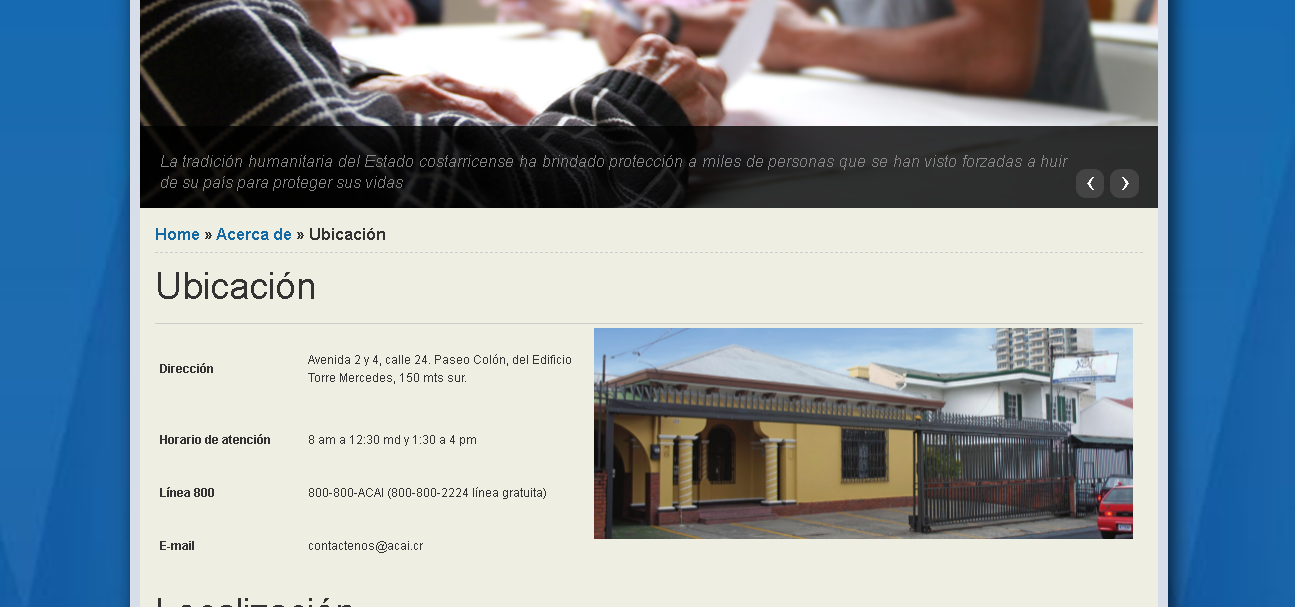 La tradición humanitaria del Estado costarricense ha brindado protección a miles de personas que se han visto forzadas a huir
de su país para proteger sus vidas
Home » Acerca de » Ubicación
Ubicación
Dirección
Avenida 2 y 4, calle 24. Paseo Colón, del Edificio
Torre Mercedes, 150 mts sur.
Horario de atención
8 am a 12:30 md y 1:30 a 4 pm
Línea 800
800-800-ACAI (800-800-2224 línea gratuita)
E-mail
contactenos@acai.cr
Localización